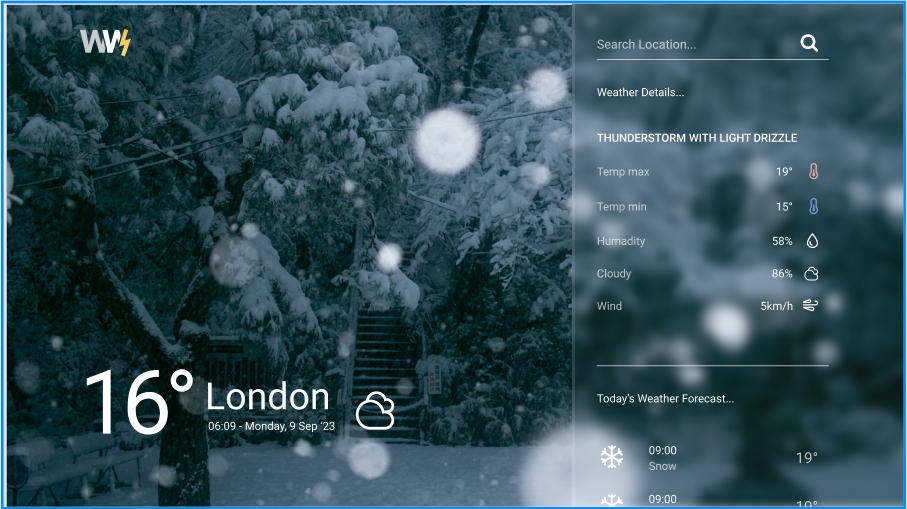 WW
16°
London
06:09 - Monday, 9 Sep '23
Search Location...
Weather Details...
THUNDERSTORM WITH LIGHT DRIZZLE
Temp max 19°
Temp min 15°
Humadity 58%
Cloudy 86%
Wind 5km/h
Today's Weather Forecast...
09:00 19°
Snow
09:00 19°